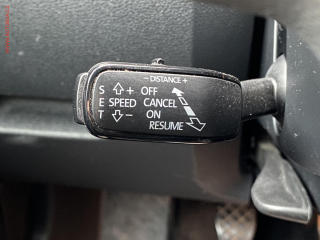 - DISTANCE +
S ⇧ + OFF
E SPEED CANCEL
T ⇩ - ON
RESUME